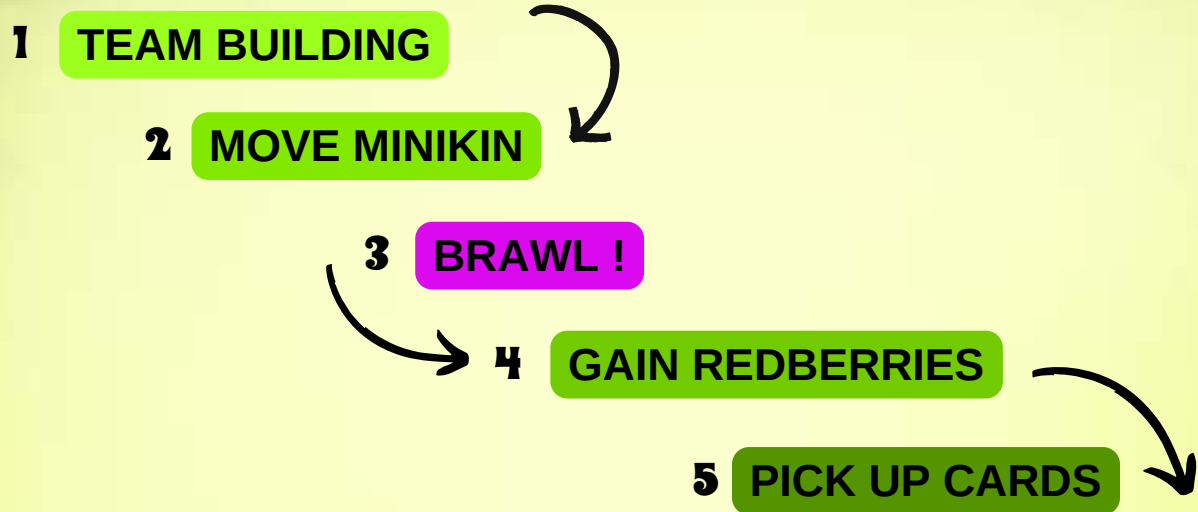 1 TEAM BUILDING
2 MOVE MINIKIN
3 BRAWL !
4 GAIN REDBERRIES
5 PICK UP CARDS